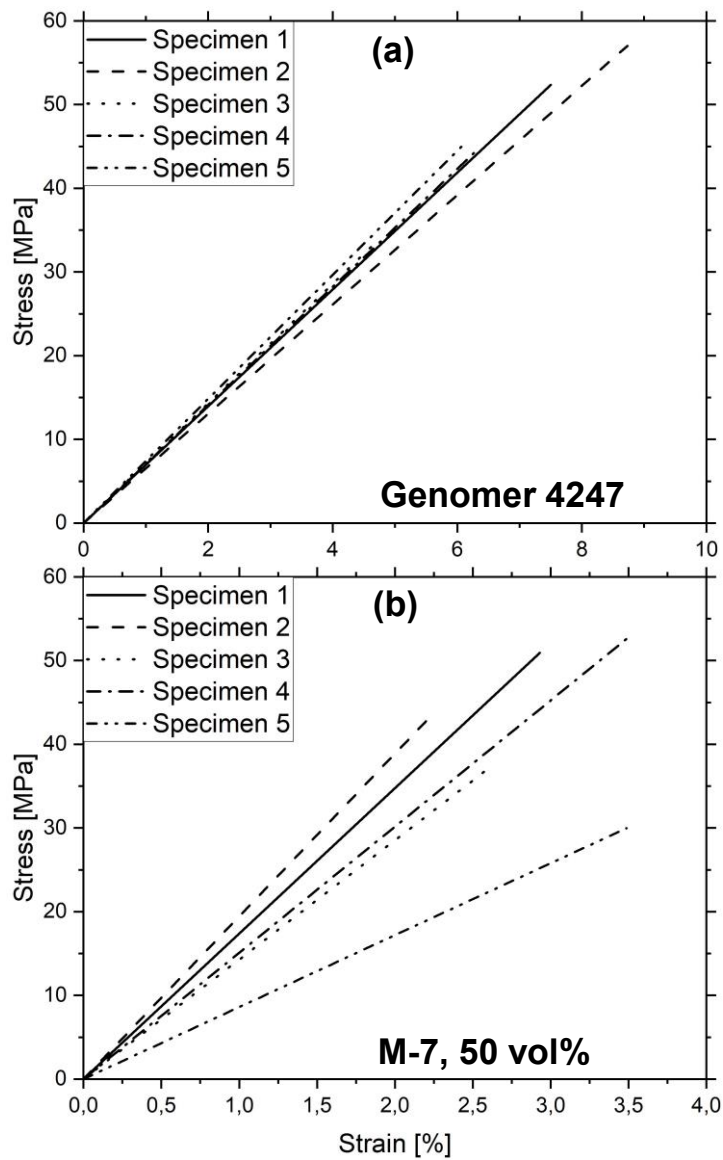 60
50
40
30
20
10
0
Stress [MPa]
Specimen 1
Specimen 2
Specimen 3
Specimen 4
Specimen 5
(a)
Genomer 4247
0 2 4 6 8 10
60
50
40
30
20
10
0
Stress [MPa]
Specimen 1
Specimen 2
Specimen 3
Specimen 4
Specimen 5
(b)
M-7, 50 vol%
0,0 0,5 1,0 1,5 2,0 2,5 3,0 3,5 4,0
Strain [%]